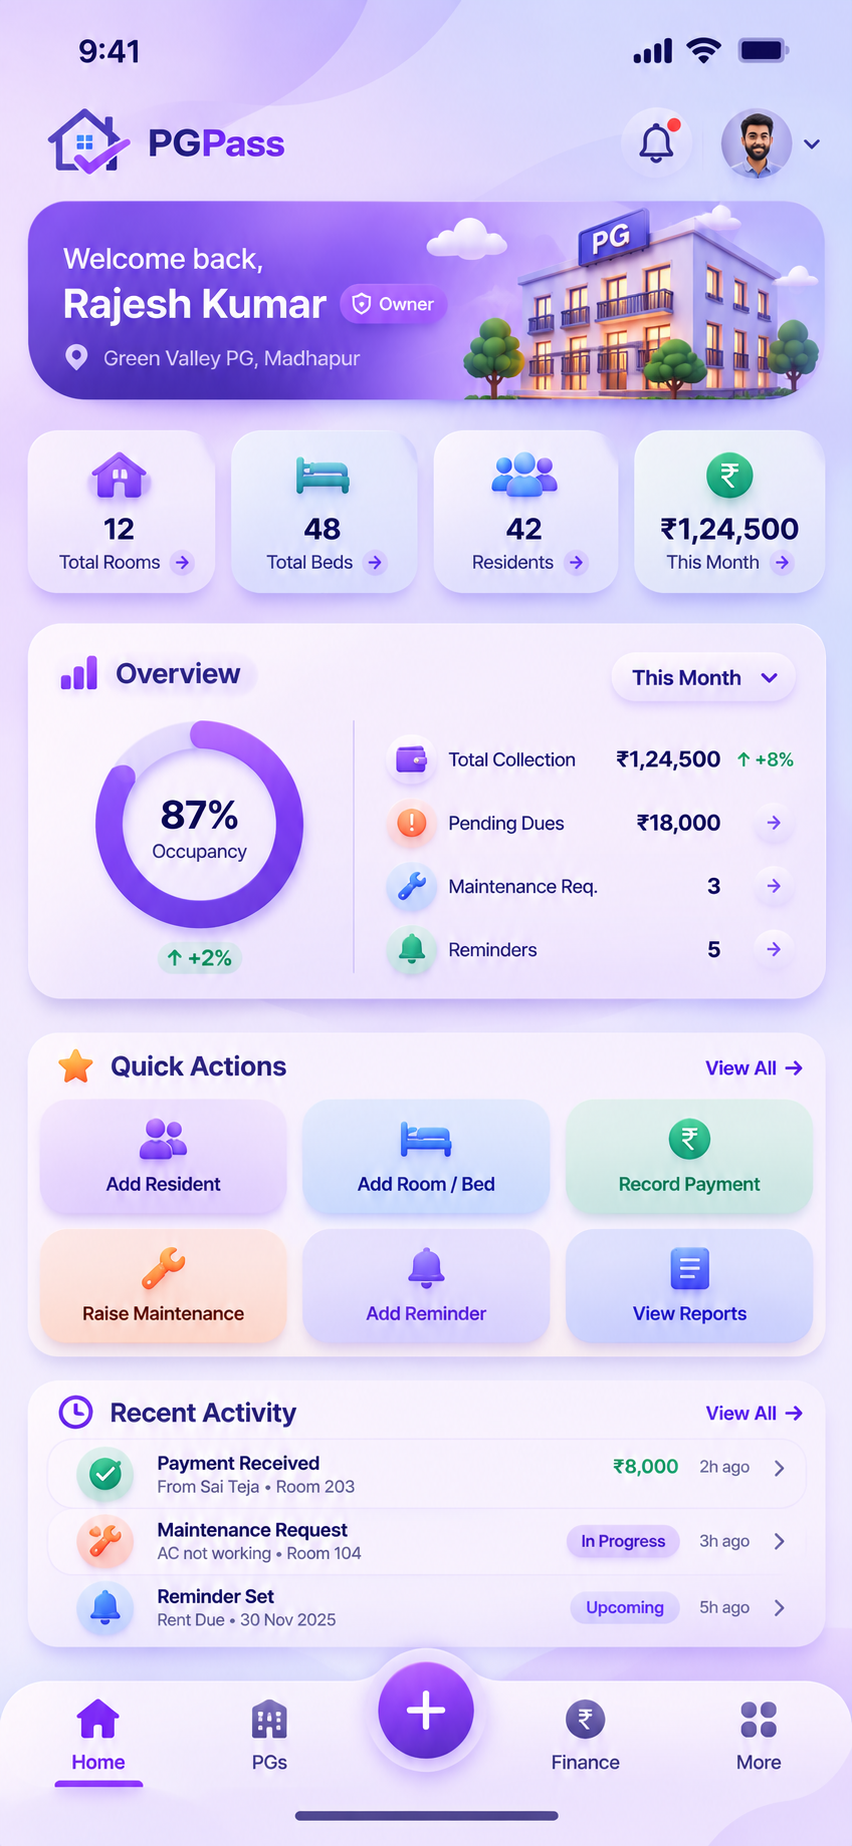 9:41
PGPass
Welcome back,
Rajesh Kumar
Owner
Green Valley PG, Madhapur
PG
12
Total Rooms
48
Total Beds
42
Residents
₹1,24,500
This Month
Overview
This Month
87%
Occupancy
+2%
Total Collection ₹1,24,500 +8%
Pending Dues ₹18,000
Maintenance Req. 3
Reminders 5
Quick Actions
View All
Add Resident
Add Room / Bed
Record Payment
Raise Maintenance
Add Reminder
View Reports
Recent Activity
View All
Payment Received
From Sai Teja • Room 203
₹8,000 2h ago
Maintenance Request
AC not working • Room 104
In Progress 3h ago
Reminder Set
Rent Due • 30 Nov 2025
Upcoming 5h ago
Home
PGs
Finance
More